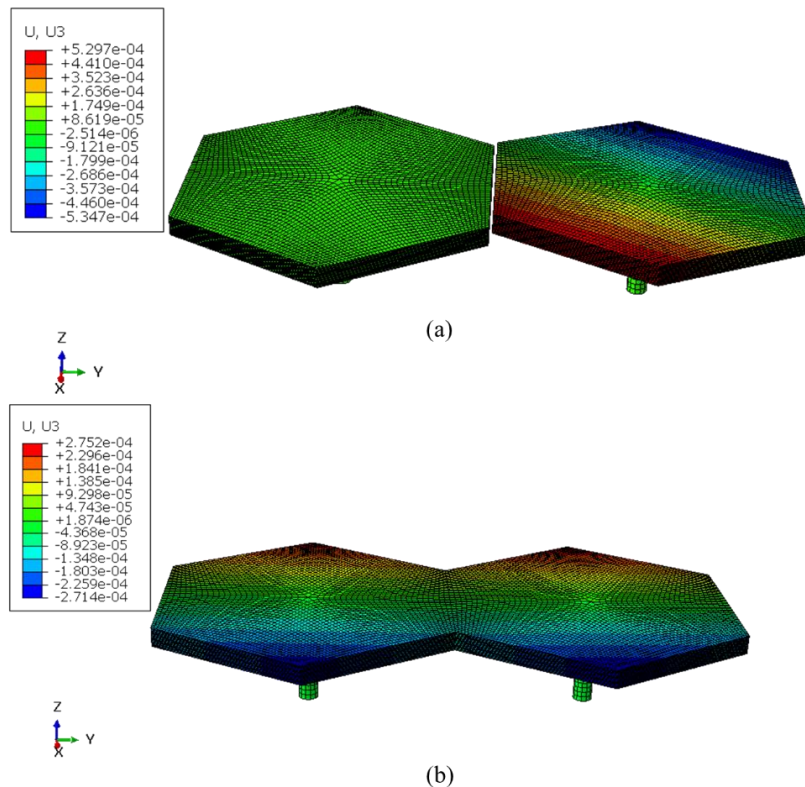 U, U3
+5.297e-04
+4.410e-04
+3.523e-04
+2.636e-04
+1.749e-04
+8.619e-05
-2.514e-06
-9.121e-05
-1.799e-04
-2.686e-04
-3.573e-04
-4.460e-04
-5.347e-04
(a)
Z
Y
X
U, U3
+2.752e-04
+2.296e-04
+1.841e-04
+1.385e-04
+9.298e-05
+4.743e-05
+1.874e-06
-4.368e-05
-8.923e-05
-1.348e-04
-1.803e-04
-2.259e-04
-2.714e-04
Z
Y
X
(b)